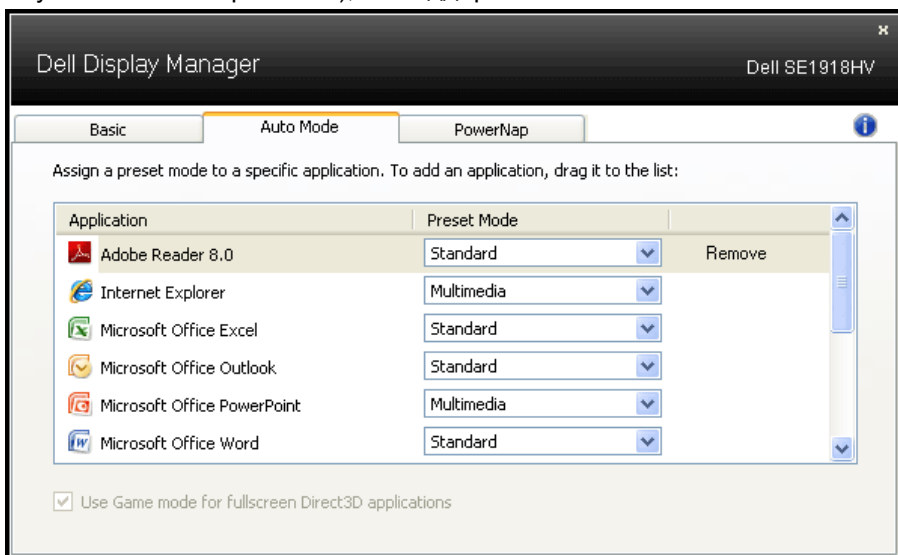 Dell Display Manager
Dell SE1918HV
Basic
Auto Mode
PowerNap
Assign a preset mode to a specific application. To add an application, drag it to the list:
Application Preset Mode
Adobe Reader 8.0 Standard Remove
Internet Explorer Multimedia
Microsoft Office Excel Standard
Microsoft Office Outlook Standard
Microsoft Office PowerPoint Multimedia
Microsoft Office Word Standard
Use Game mode for fullscreen Direct3D applications